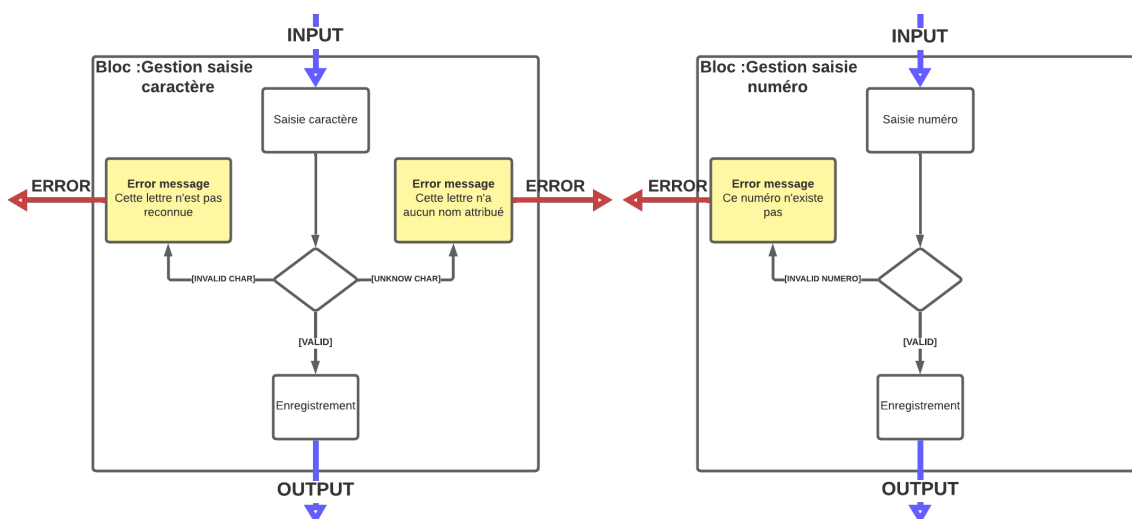 INPUT
Bloc :Gestion saisie
caractère
Saisie caractère
Error message
Cette lettre n'est pas
reconnue
ERROR
Error message
Cette lettre n'a
aucun nom attribué
ERROR
[INVALID CHAR]
[UNKNOW CHAR]
[VALID]
Enregistrement
OUTPUT
INPUT
Bloc :Gestion saisie
numéro
Saisie numéro
ERROR
Error message
Ce numéro n'existe
pas
[INVALID NUMERO]
[VALID]
Enregistrement
OUTPUT